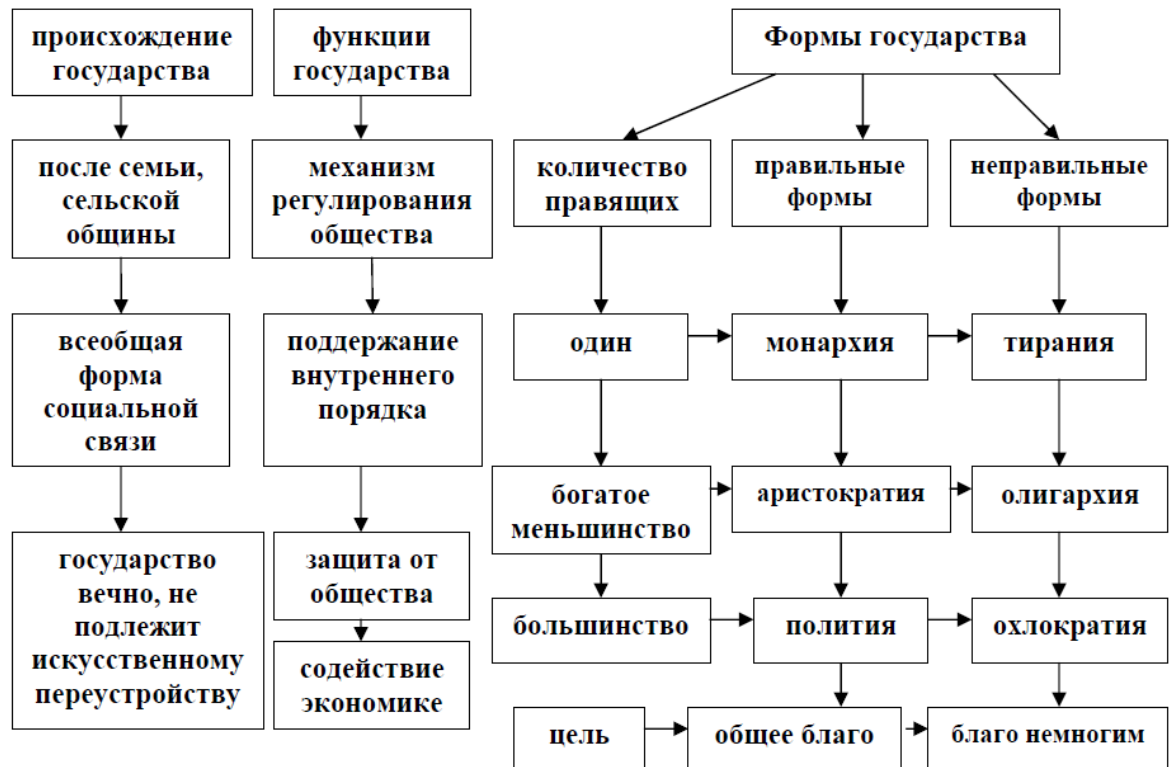 происхождение
государства
после семьи,
сельской
общины
всеобщая
форма
социальной
связи
государство
вечно, не
подлежит
искусственному
переустройству
функции
государства
механизм
регулирования
общества
поддержание
внутреннего
порядка
защита от
общества
содействие
экономике
Формы государства
количество
правящих
правильные
формы
неправильные
формы
один
монархия
тирания
богатое
меньшинство
аристократия
олигархия
большинство
полития
охлократия
цель
общее благо
благо немногим